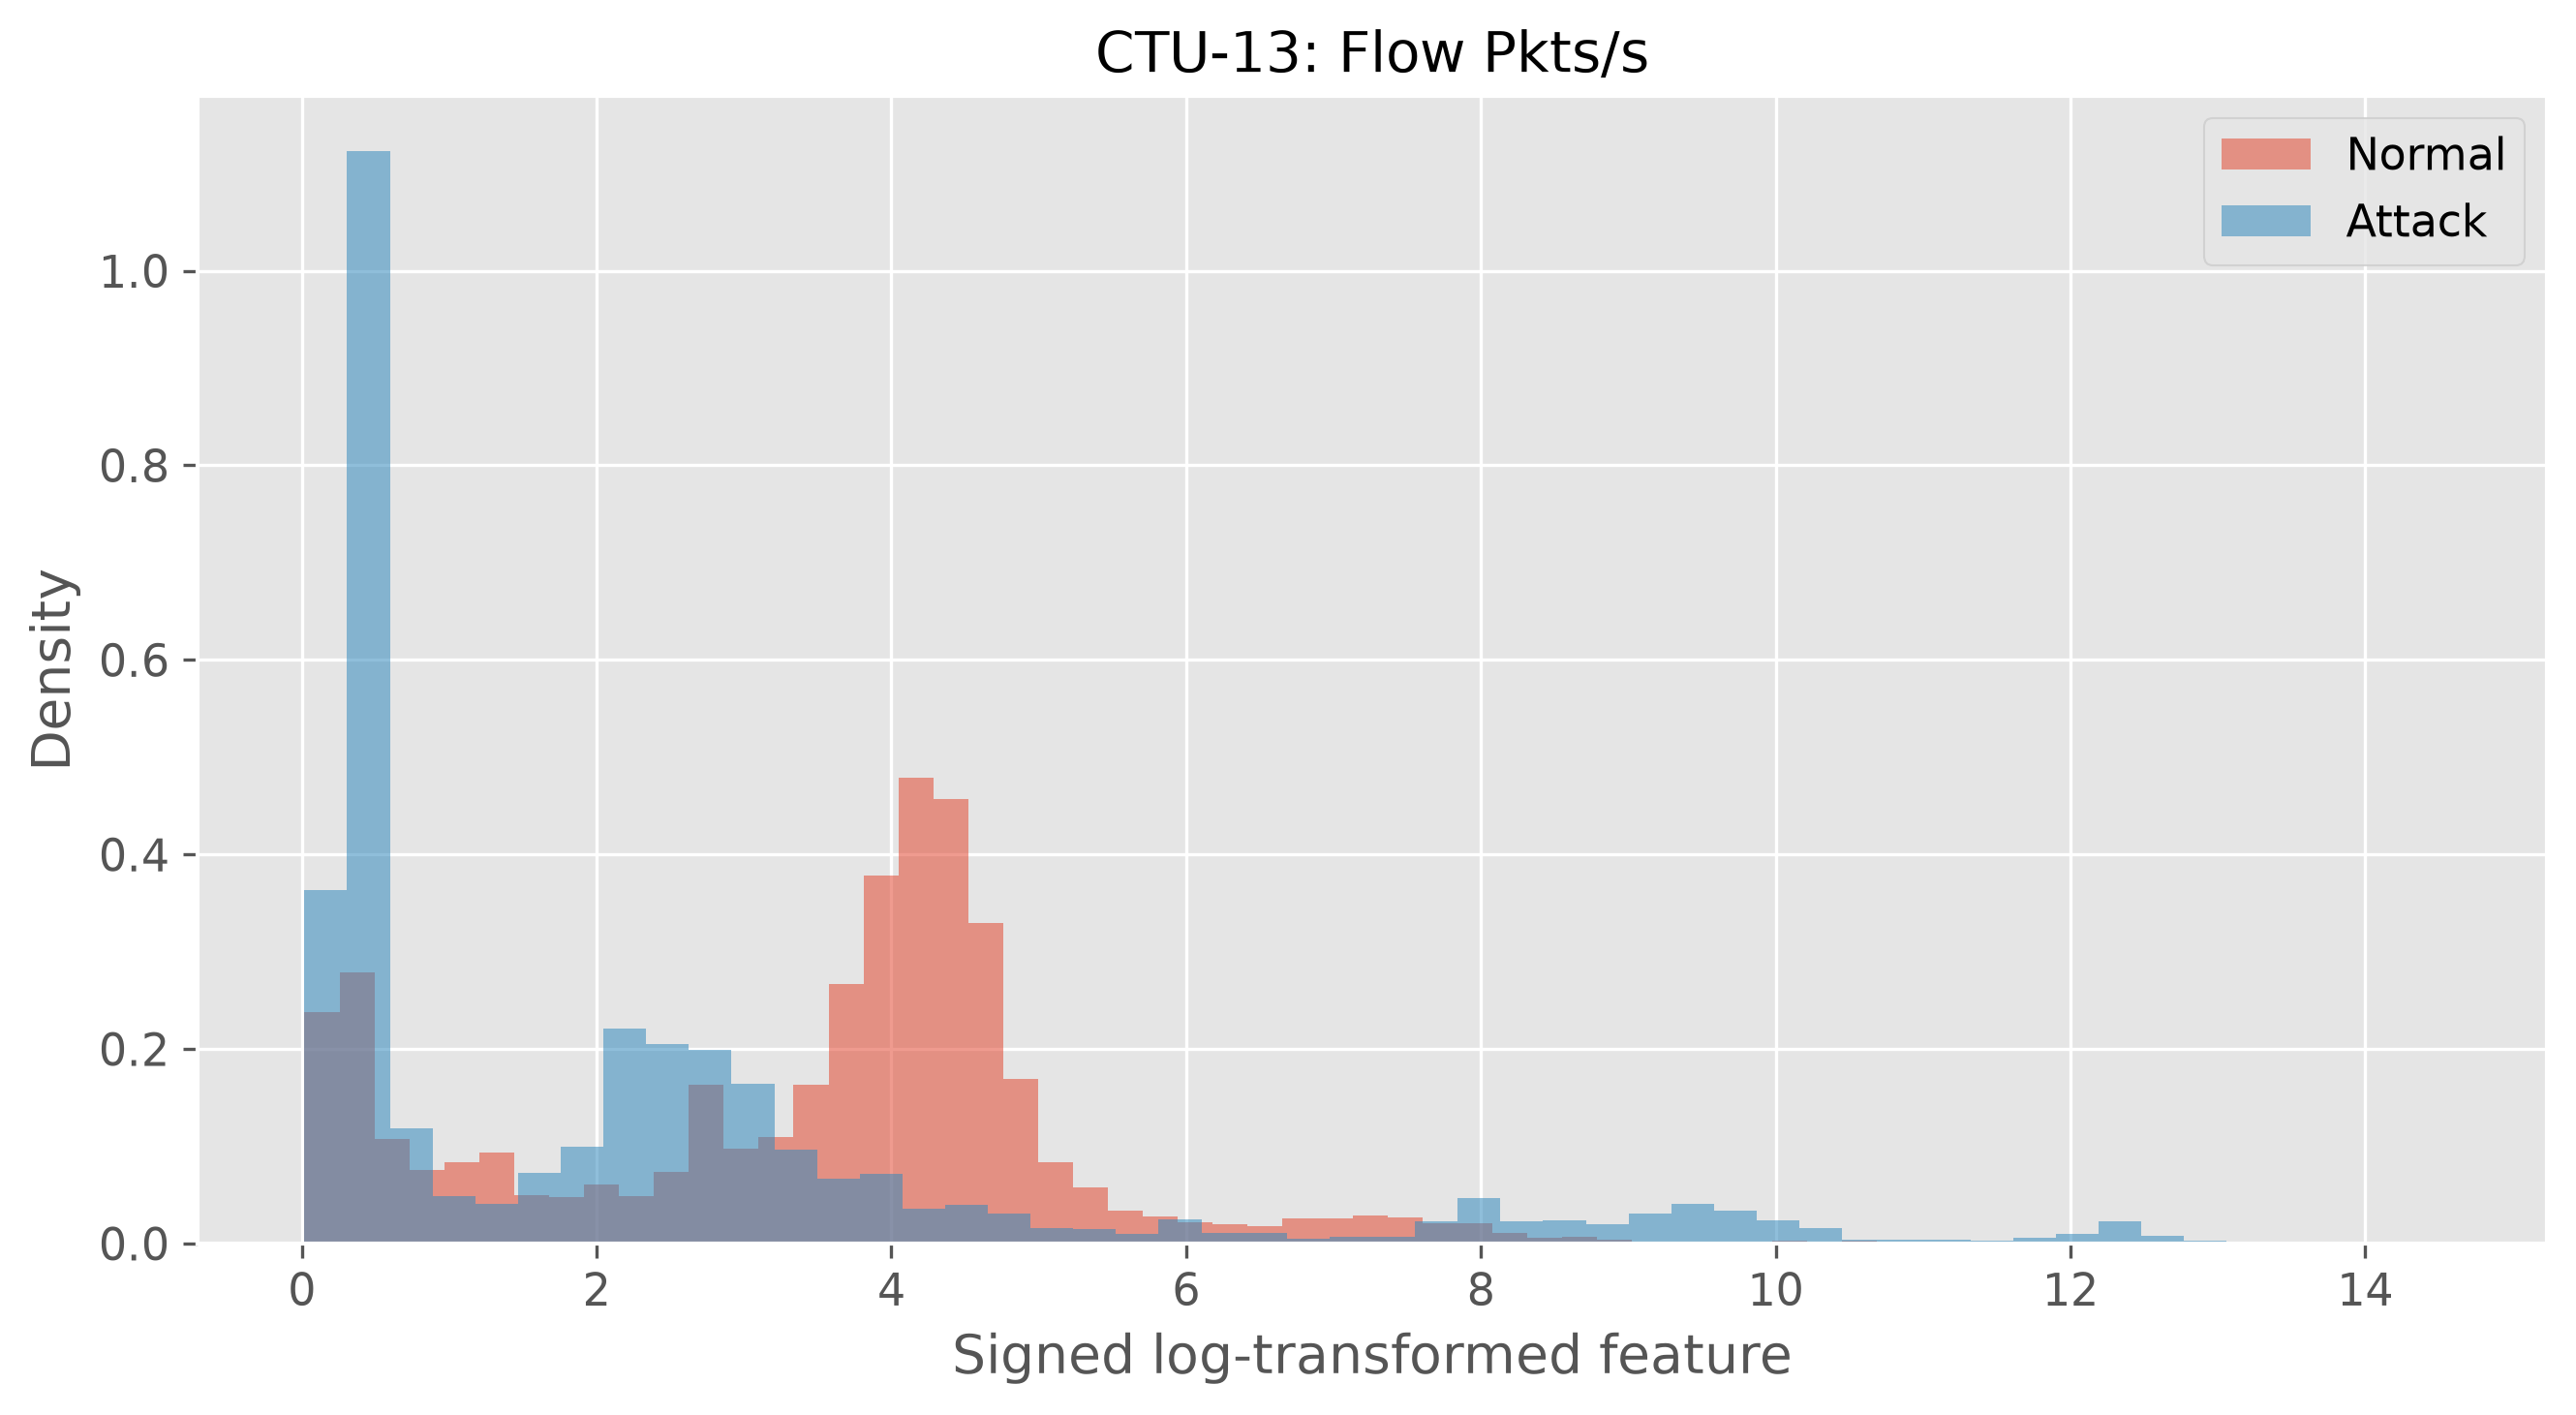 CTU-13: Flow Pkts/s
Normal
Attack
Density
1.0
0.8
0.6
0.4
0.2
0.0
0 2 4 6 8 10 12 14
Signed log-transformed feature